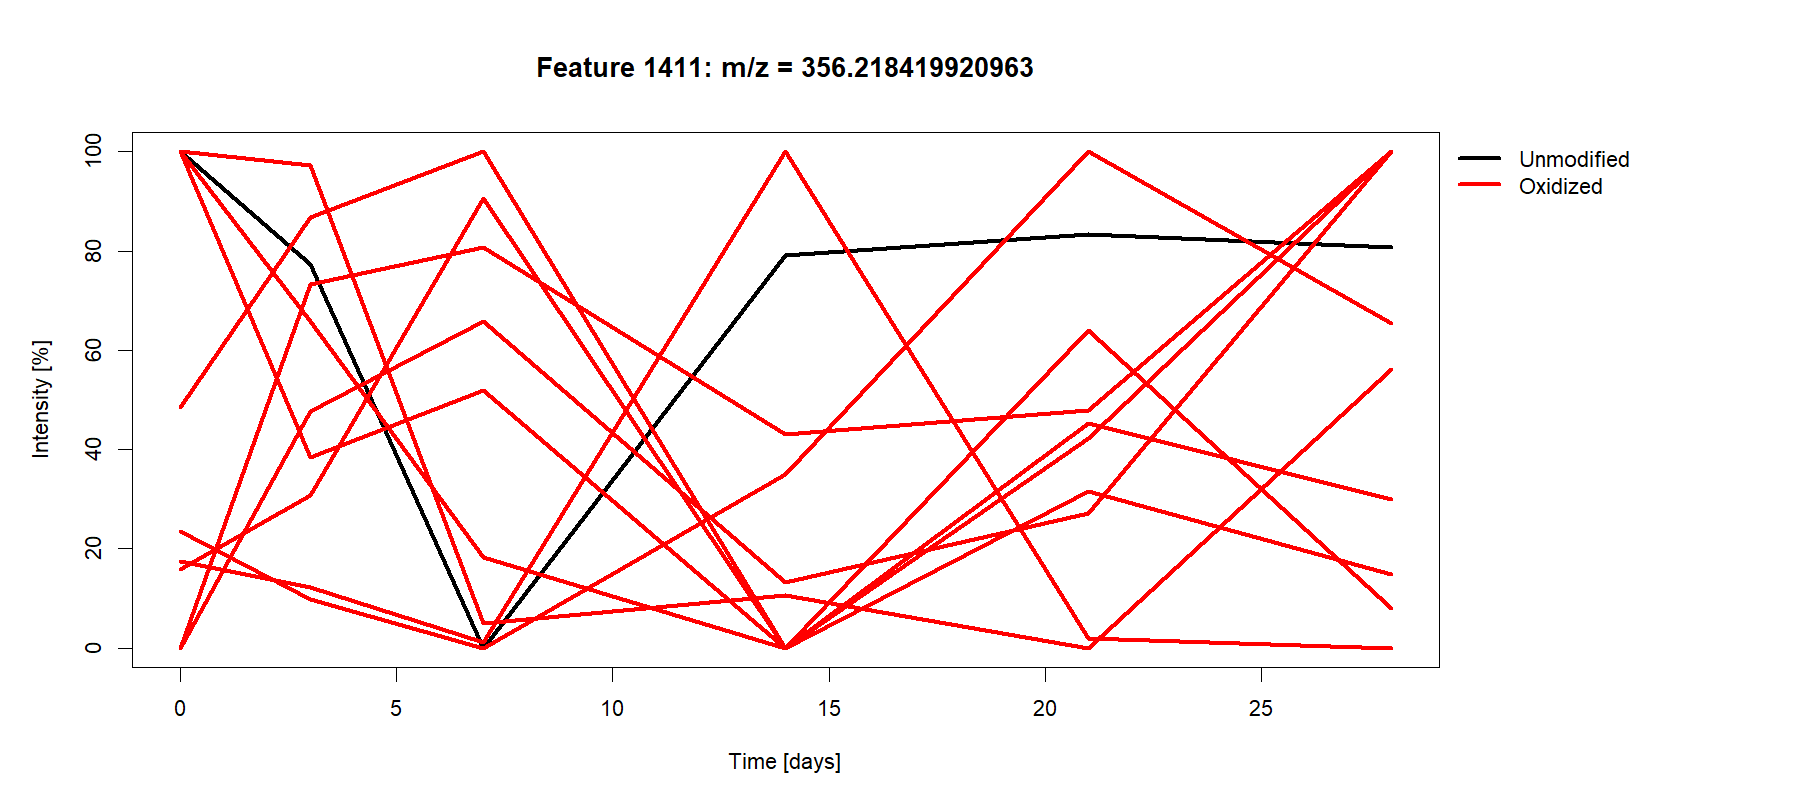 Feature 1411: m/z = 356.218419920963
Unmodified
Oxidized
Intensity [%]
100
80
60
40
20
0
0 5 10 15 20 25
Time [days]